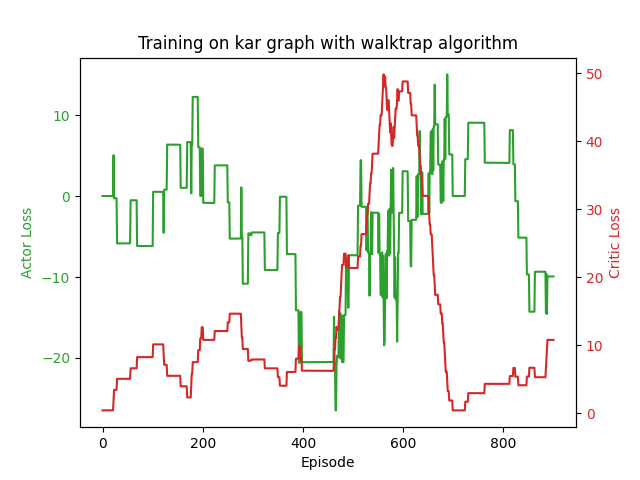 Training on kar graph with walktrap algorithm
Actor Loss
10
0
−10
−20
Critic Loss
50
40
30
20
10
0
0 200 400 600 800
Episode